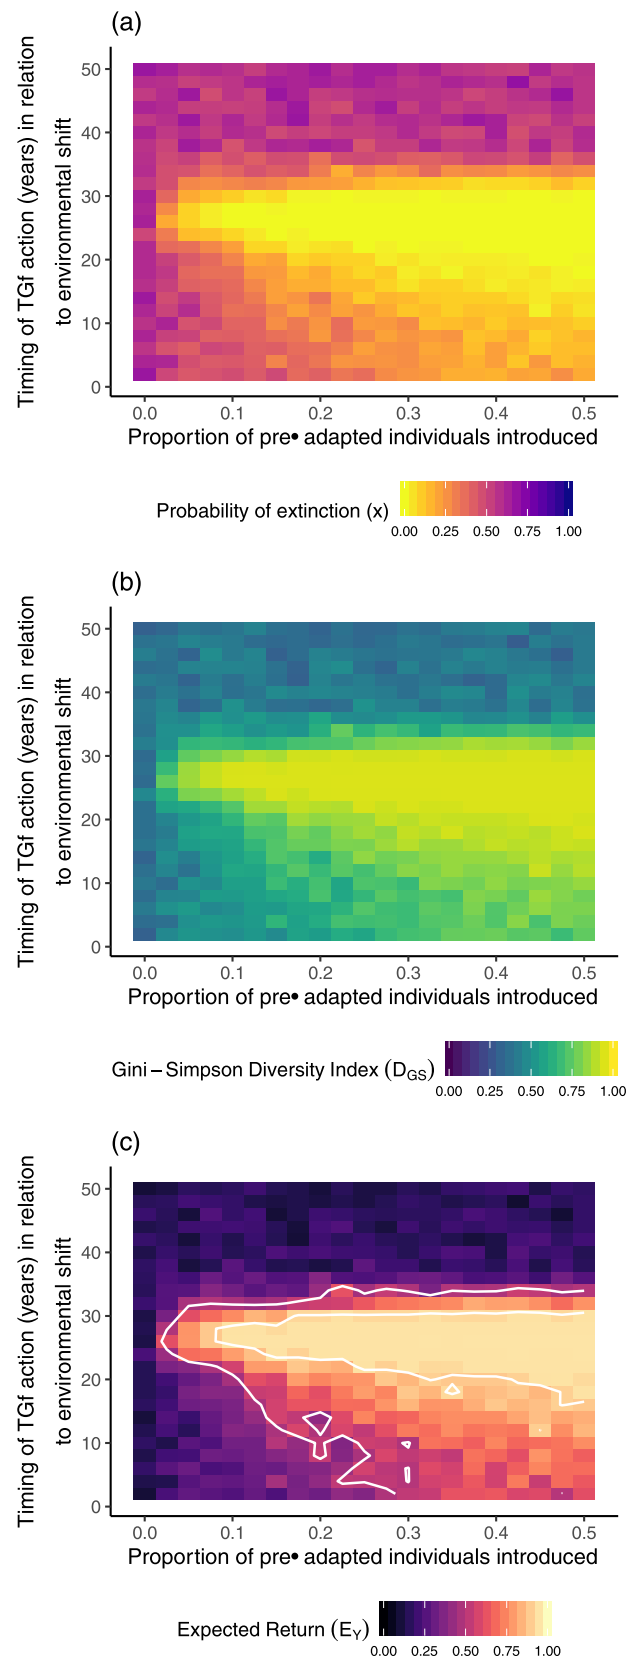 (a)
Timing of TGf action (years) in relation
to environmental shift
50
40
30
20
10
0
0.0 0.1 0.2 0.3 0.4 0.5
Proportion of pre• adapted individuals introduced
Probability of extinction (x)
0.00 0.25 0.50 0.75 1.00
(b)
Timing of TGf action (years) in relation
to environmental shift
50
40
30
20
10
0
0.0 0.1 0.2 0.3 0.4 0.5
Proportion of pre• adapted individuals introduced
Gini – Simpson Diversity Index (D_GS)
0.00 0.25 0.50 0.75 1.00
(c)
Timing of TGf action (years) in relation
to environmental shift
50
40
30
20
10
0
0.0 0.1 0.2 0.3 0.4 0.5
Proportion of pre• adapted individuals introduced
Expected Return (E_Y)
0.00 0.25 0.50 0.75 1.00